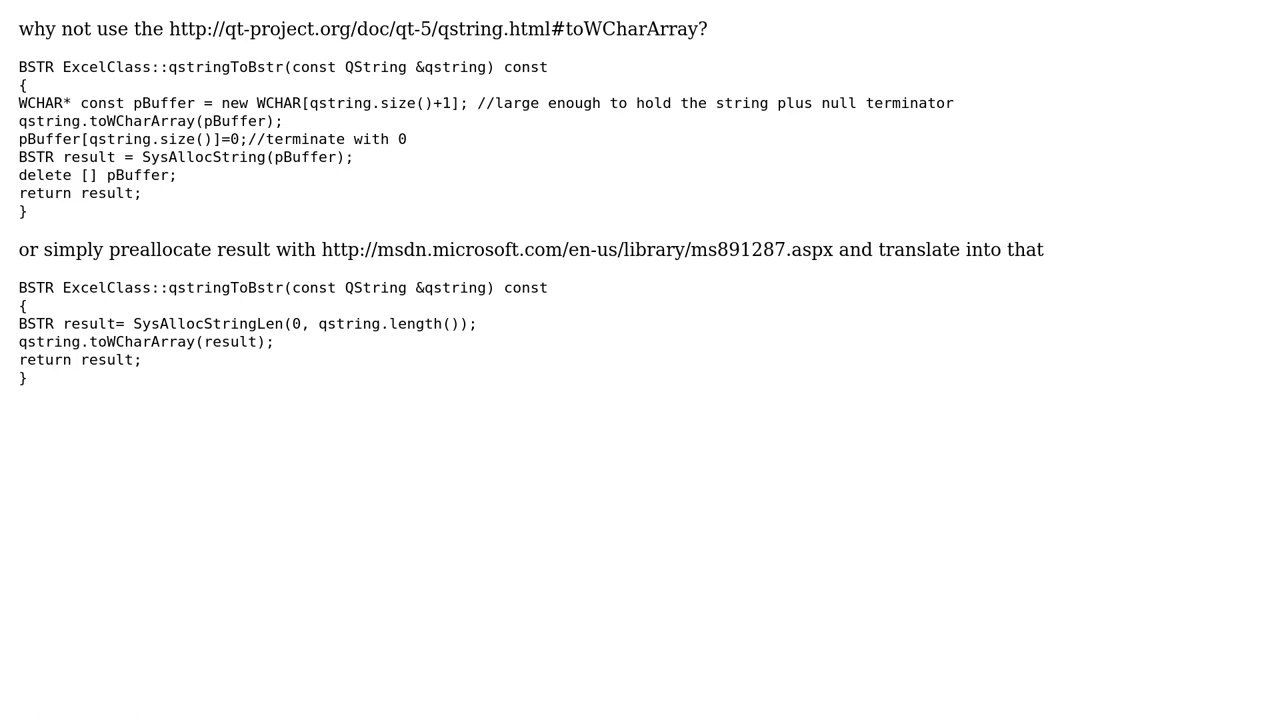 why not use the http://qt-project.org/doc/qt-5/qstring.html#toWCharArray?
BSTR ExcelClass::qstringToBstr(const QString &qstring) const
{
WCHAR* const pBuffer = new WCHAR[qstring.size()+1]; //large enough to hold the string plus null terminator
qstring.toWCharArray(pBuffer);
pBuffer[qstring.size()]=0;//terminate with 0
BSTR result = SysAllocString(pBuffer);
delete [] pBuffer;
return result;
}
or simply preallocate result with http://msdn.microsoft.com/en-us/library/ms891287.aspx and translate into that
BSTR ExcelClass::qstringToBstr(const QString &qstring) const
{
BSTR result= SysAllocStringLen(0, qstring.length());
qstring.toWCharArray(result);
return result;
}